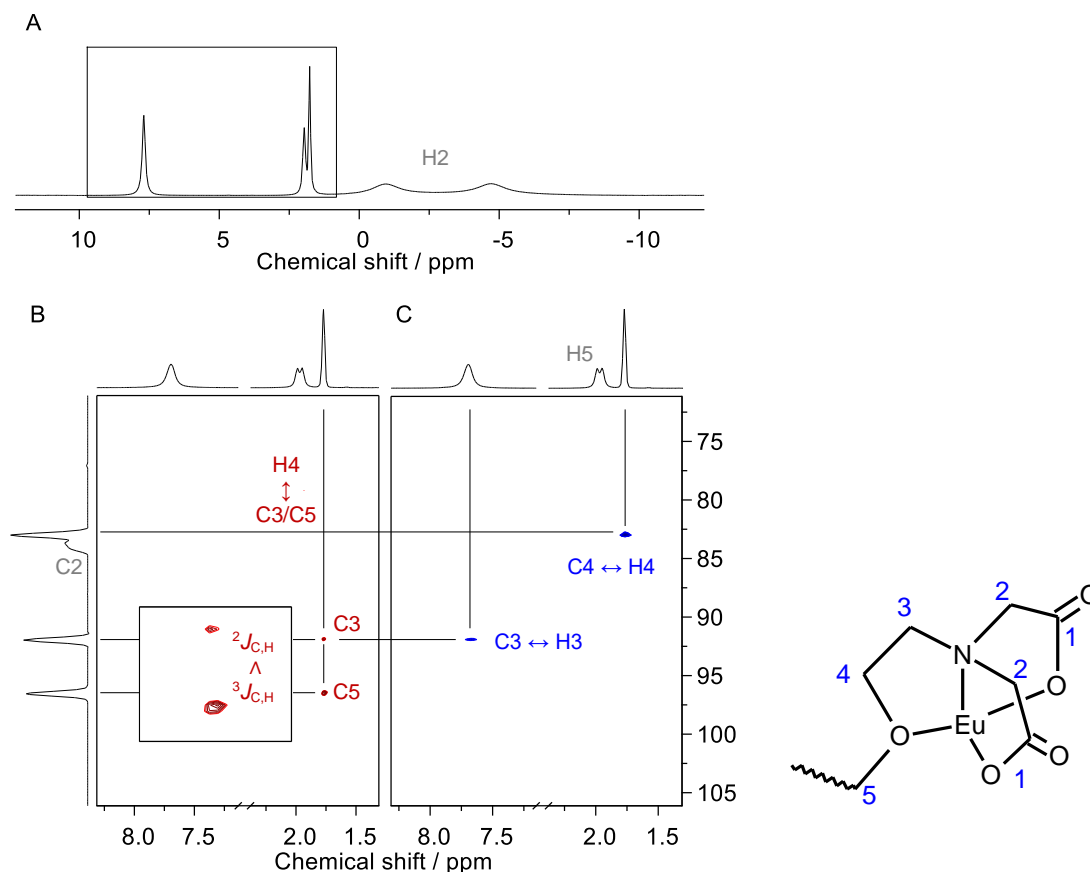 A
H2
10 5 0 -5 -10
Chemical shift / ppm
B
C
H5
H4
↕
C3/C5
C2
C4 ↔ H4
C3
C3 ↔ H3
C5
²J_C,H
^
³J_C,H
75
80
85
90
95
100
105
8.0 7.5 2.0 1.5
8.0 7.5 2.0 1.5
Chemical shift / ppm
2
O
3
1
N
2
4
O
Eu
O
O
O
1
5